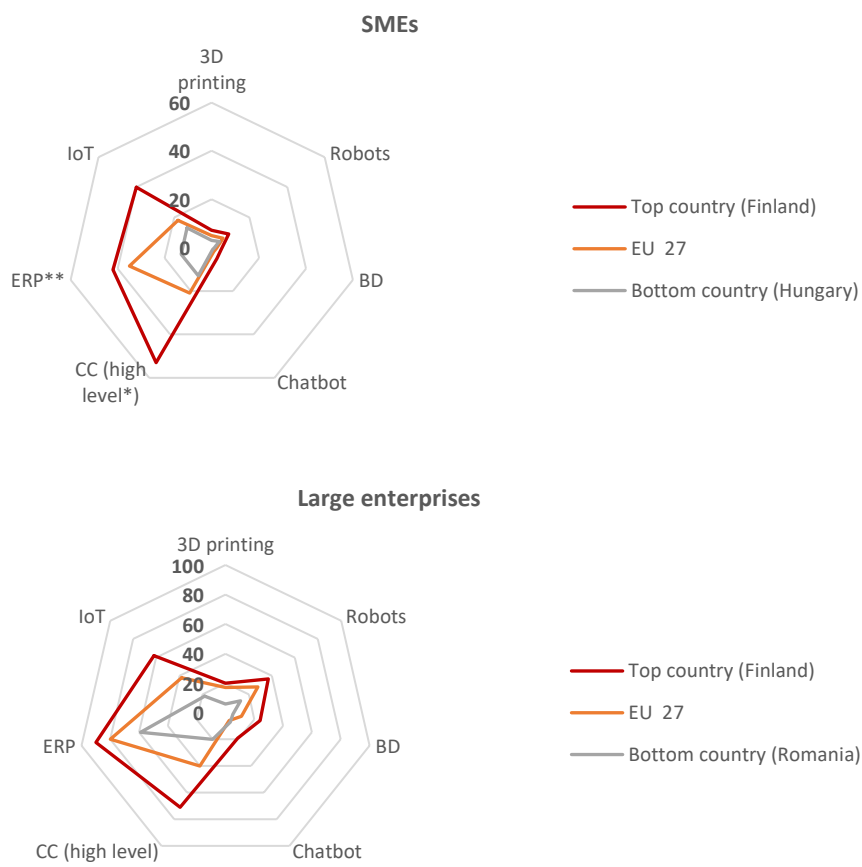 SMEs
3D
printing
60
40
20
0
IoT
Robots
ERP**
BD
CC (high
level*)
Chatbot
Top country (Finland)
EU  27
Bottom country (Hungary)
Large enterprises
3D printing
100
80
60
40
20
0
IoT
Robots
ERP
BD
CC (high level)
Chatbot
Top country (Finland)
EU  27
Bottom country (Romania)